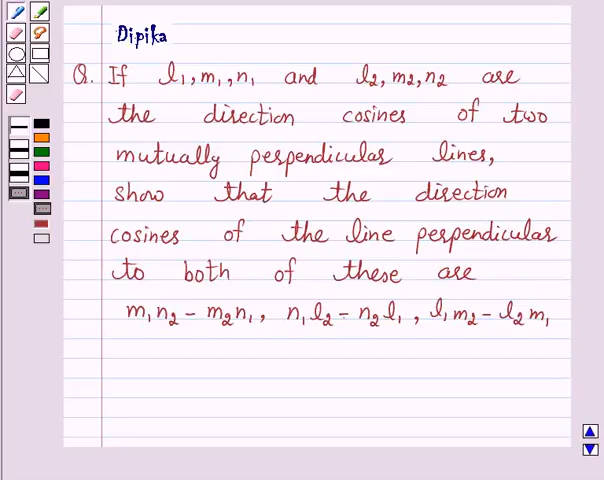 Dipika
Q. If l₁, m₁, n₁ and l₂, m₂, n₂ are
the direction cosines of two
mutually perpendicular lines,
show that the direction
cosines of the line perpendicular
to both of these are
m₁n₂ - m₂n₁, n₁l₂ - n₂l₁, l₁m₂ - l₂m₁